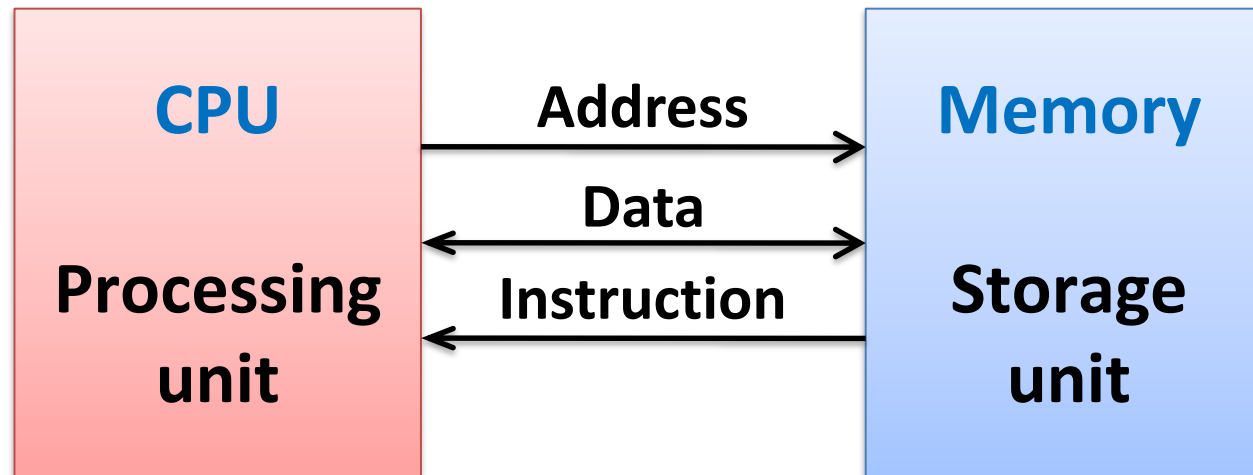 CPU
Processing
unit
Address
Data
Instruction
Memory
Storage
unit